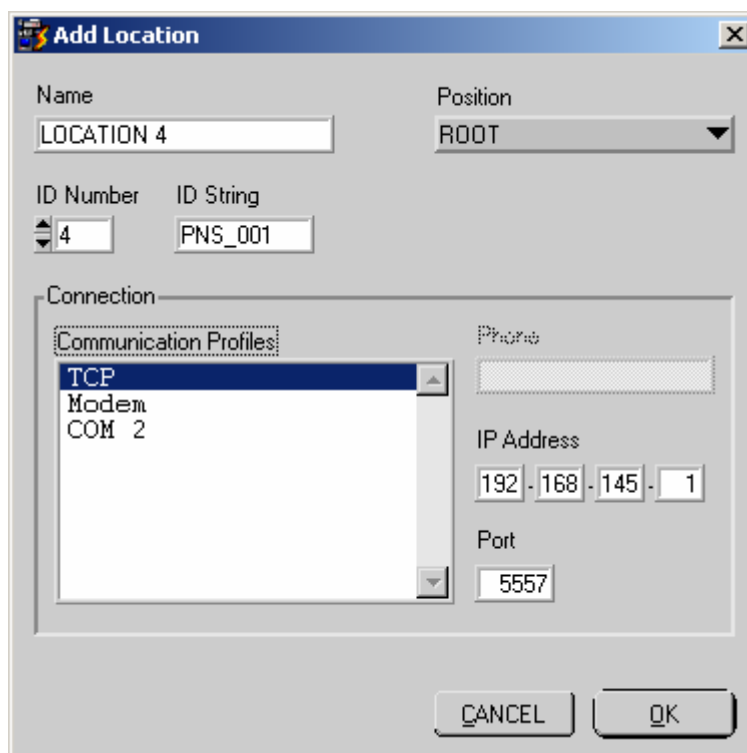 Add Location
Name
Position
LOCATION 4
ROOT
ID Number
ID String
4
PNS_001
Connection
Communication Profiles
Phone
TCP
Modem
COM 2
IP Address
192 - 168 - 145 - 1
Port
5557
CANCEL
OK